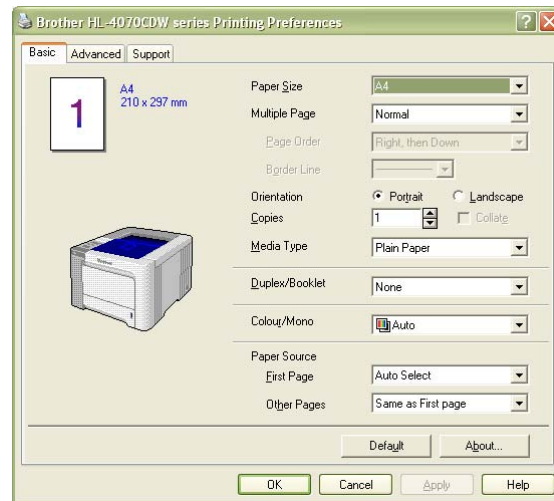 Brother HL-4070CDW series Printing Preferences
Basic Advanced Support
1
A4
210 x 297 mm
Paper Size A4
Multiple Page Normal
Page Order Right, then Down
Border Line
Orientation Portrait Landscape
Copies 1 Collate
Media Type Plain Paper
Duplex/Booklet None
Colour/Mono Auto
Paper Source
First Page Auto Select
Other Pages Same as First page
Default About...
OK Cancel Apply Help